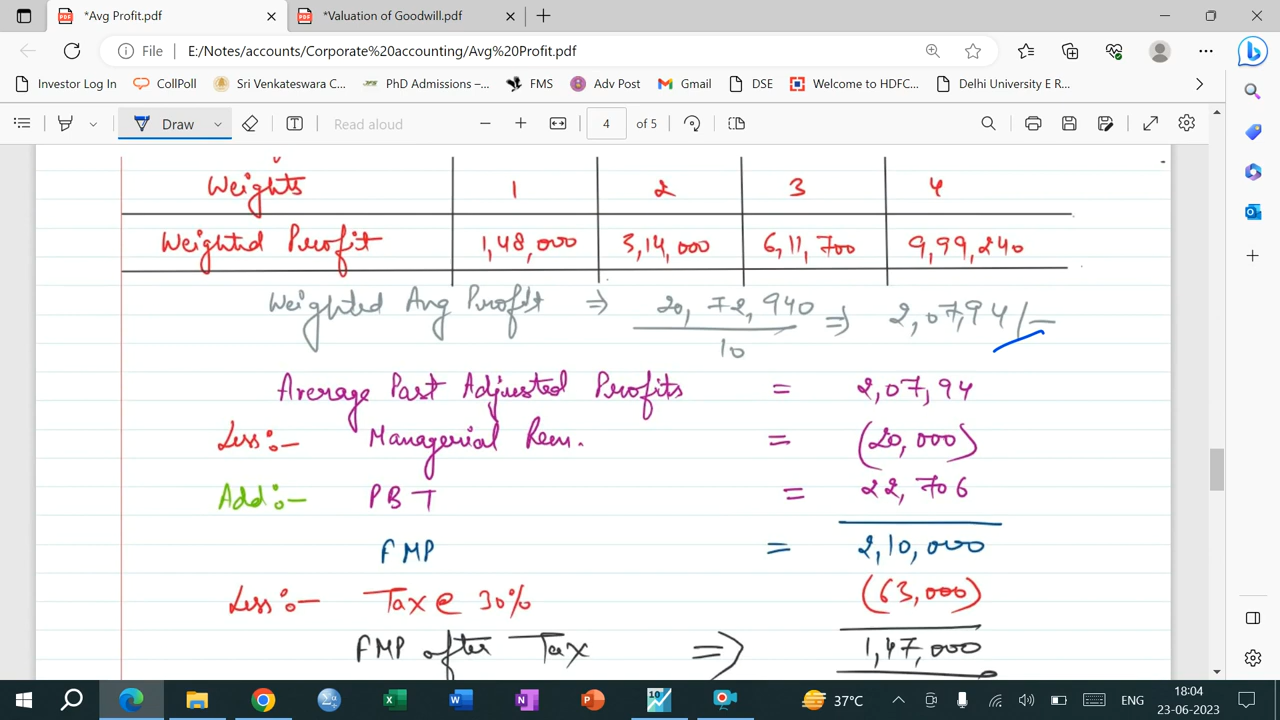 *Avg Profit.pdf *Valuation of Goodwill.pdf
File E:/Notes/accounts/Corporate%20accounting/Avg%20Profit.pdf
Investor Log In CollPoll Sri Venkateswara C... PhD Admissions –... FMS Adv Post Gmail DSE Welcome to HDFC... Delhi University E R...
Draw Read aloud 4 of 5
Weights 1 2 3 4
Weighted Profit 1,48,000 3,14,000 6,11,700 9,99,240
Weighted Avg Profit ⇒ 20,72,940 / 10 ⇒ 2,07,94/–
Average Past Adjusted Profits = 2,07,94
Less:- Managerial Rem. = (20,000)
Add:- PBT = 22,706
FMP = 2,10,000
Less:- Tax @ 30% (63,000)
FMP after Tax ⇒ 1,47,000
37°C ENG 18:04
23-06-2023